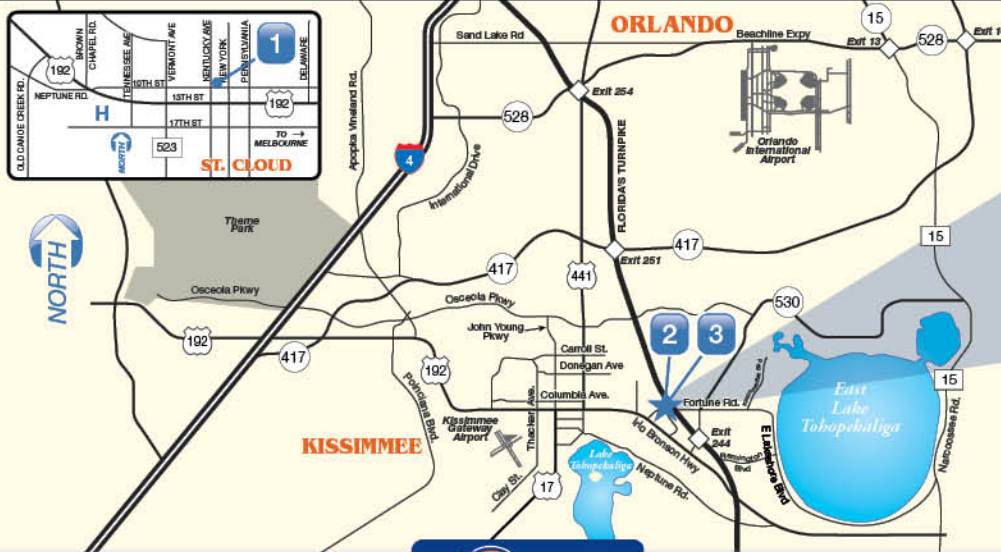 BROWN
CHAPEL RD.
TENNESSEE AVE
VERMONT AVE
KENTUCKY AVE
NEW YORK
PENNSYLVANIA
DELAWARE
1
192
10TH ST
NEPTUNE RD.
13TH ST
192
H
17TH ST
OLD CANOE CREEK RD.
NORTH
523
TO →
MELBOURNE
ST. CLOUD
Sand Lake Rd
ORLANDO
Beachline Expy
15
Exit 13
528
Exit 254
528
Apopka Vineland Rd.
4
International Drive
FLORIDA'S TURNPIKE
Orlando
International
Airport
Theme
Park
NORTH
417
Exit 251
417
15
441
Osceola Pkwy
Osceola Pkwy
530
John Young
Pkwy
2
3
192
417
192
Carroll St.
Donegan Ave
Columbia Ave.
Poinciana Blvd.
Thacker Ave.
Fortune Rd.
15
East
Lake
Tohopekaliga
Kissimmee
Gateway
Airport
KISSIMMEE
Irlo Bronson Hwy
Exit
244
E Lakeshore Blvd
Narcoossee Rd.
Lake
Tohopekaliga
Neptune Rd.
Clay St.
17